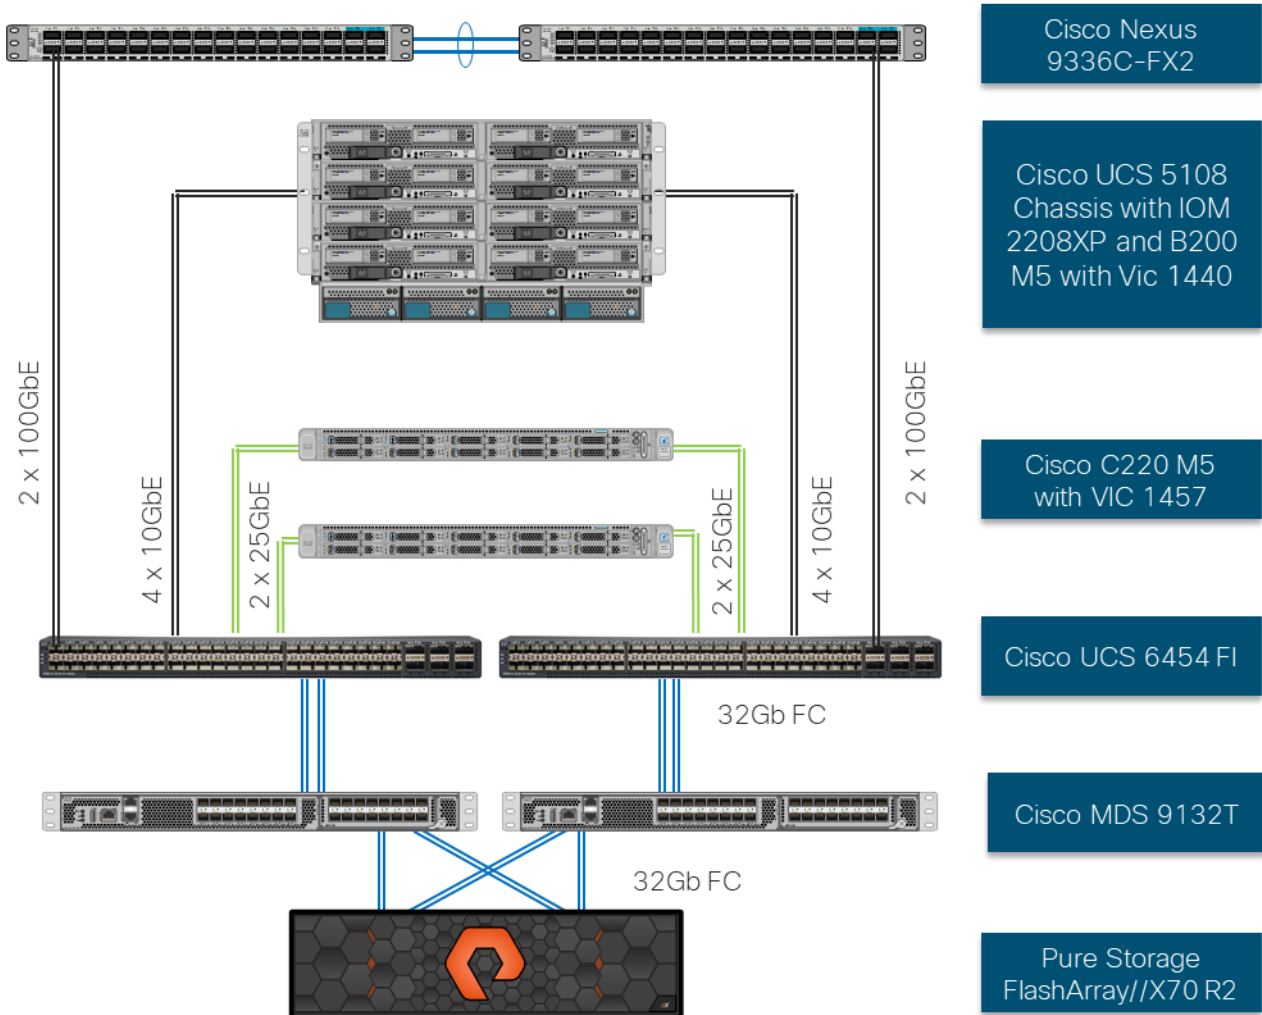 Cisco Nexus
9336C-FX2
Cisco UCS 5108
Chassis with IOM
2208XP and B200
M5 with Vic 1440
2 x 100GbE
4 x 10GbE
2 x 25GbE
2 x 25GbE
4 x 10GbE
2 x 100GbE
Cisco C220 M5
with VIC 1457
Cisco UCS 6454 FI
32Gb FC
Cisco MDS 9132T
32Gb FC
Pure Storage
FlashArray//X70 R2